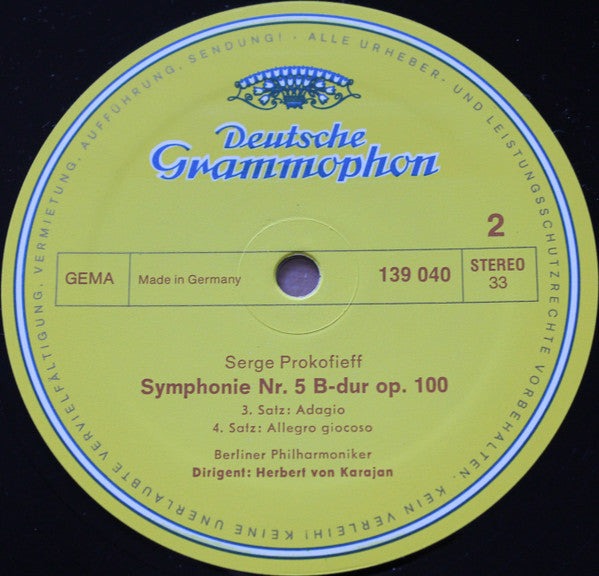 ALLE URHEBER- UND LEISTUNGSSCHUTZRECHTE VORBEHALTEN. KEIN VERLEIH! KEINE UNERLAUBTE VERVIELFÄLTIGUNG, VERMIETUNG, AUFFÜHRUNG, SENDUNG! ·
Deutsche
Grammophon
2
GEMA
Made in Germany
139 040
STEREO
33
Serge Prokofieff
Symphonie Nr. 5 B-dur op. 100
3. Satz: Adagio
4. Satz: Allegro giocoso
Berliner Philharmoniker
Dirigent: Herbert von Karajan